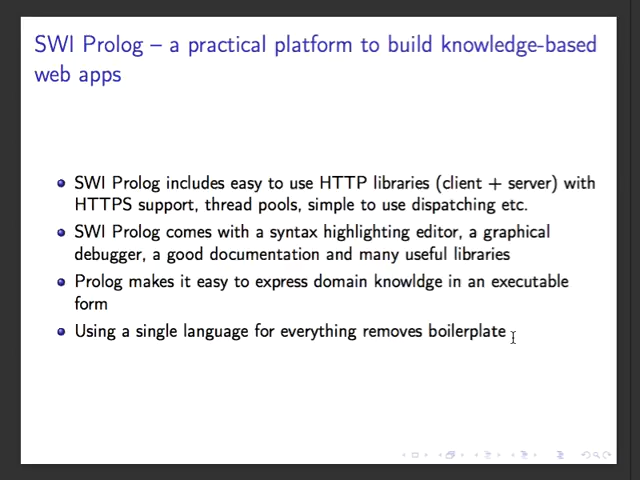 SWI Prolog – a practical platform to build knowledge-based
web apps
SWI Prolog includes easy to use HTTP libraries (client + server) with
HTTPS support, thread pools, simple to use dispatching etc.
SWI Prolog comes with a syntax highlighting editor, a graphical
debugger, a good documentation and many useful libraries
Prolog makes it easy to express domain knowldge in an executable
form
Using a single language for everything removes boilerplate